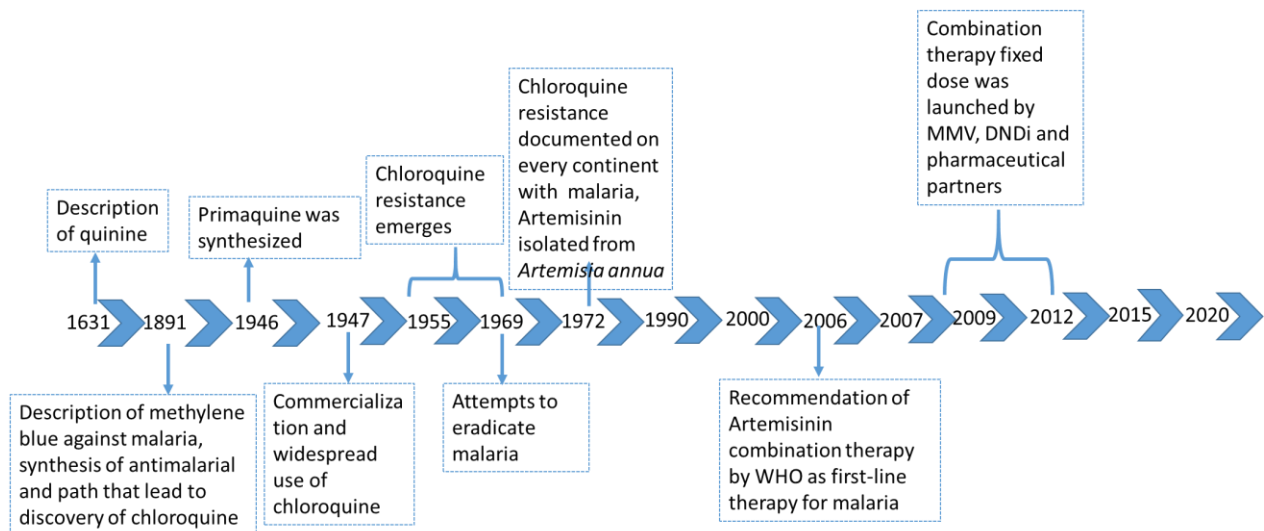 Description
of quinine
Primaquine was
synthesized
Chloroquine
resistance
emerges
Chloroquine
resistance
documented on
every continent
with malaria,
Artemisinin
isolated from
Artemisia annua
Combination
therapy fixed
dose was
launched by
MMV, DNDi and
pharmaceutical
partners
1631 1891 1946 1947 1955 1969 1972 1990 2000 2006 2007 2009 2012 2015 2020
Description of methylene
blue against malaria,
synthesis of antimalarial
and path that lead to
discovery of chloroquine
Commercializa
tion and
widespread
use of
chloroquine
Attempts to
eradicate
malaria
Recommendation of
Artemisinin
combination therapy
by WHO as first-line
therapy for malaria